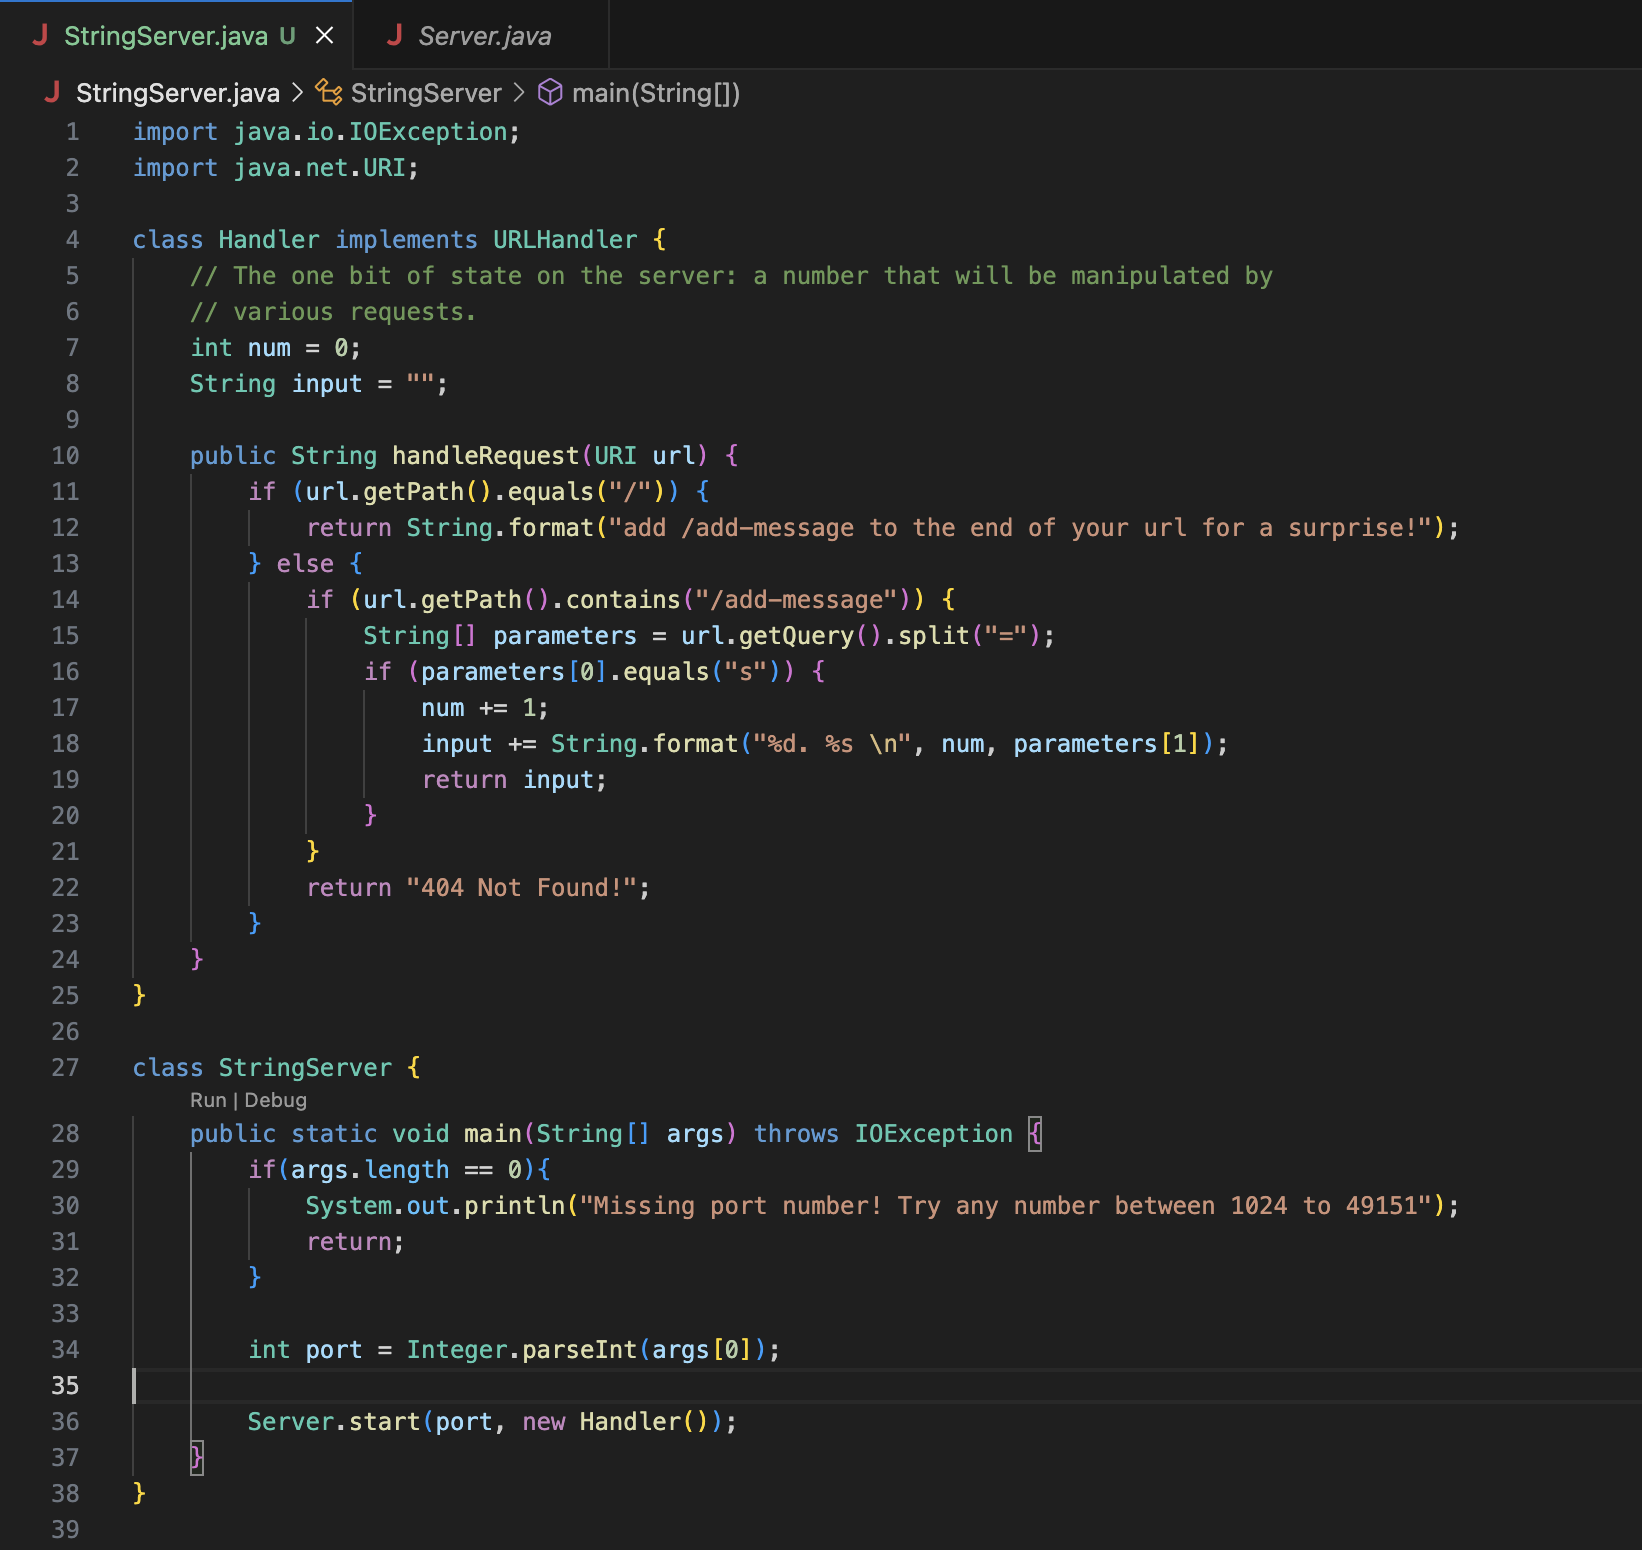 StringServer.java U Server.java
StringServer.java > StringServer > main(String[])
1 import java.io.IOException;
2 import java.net.URI;
3
4 class Handler implements URLHandler {
5     // The one bit of state on the server: a number that will be manipulated by
6     // various requests.
7     int num = 0;
8     String input = "";
9
10     public String handleRequest(URI url) {
11         if (url.getPath().equals("/")) {
12             return String.format("add /add-message to the end of your url for a surprise!");
13         } else {
14             if (url.getPath().contains("/add-message")) {
15                 String[] parameters = url.getQuery().split("=");
16                 if (parameters[0].equals("s")) {
17                     num += 1;
18                     input += String.format("%d. %s \n", num, parameters[1]);
19                     return input;
20                 }
21             }
22             return "404 Not Found!";
23         }
24     }
25 }
26
27 class StringServer {
Run | Debug
28     public static void main(String[] args) throws IOException {
29         if(args.length == 0){
30             System.out.println("Missing port number! Try any number between 1024 to 49151");
31             return;
32         }
33
34         int port = Integer.parseInt(args[0]);
35
36         Server.start(port, new Handler());
37     }
38 }
39